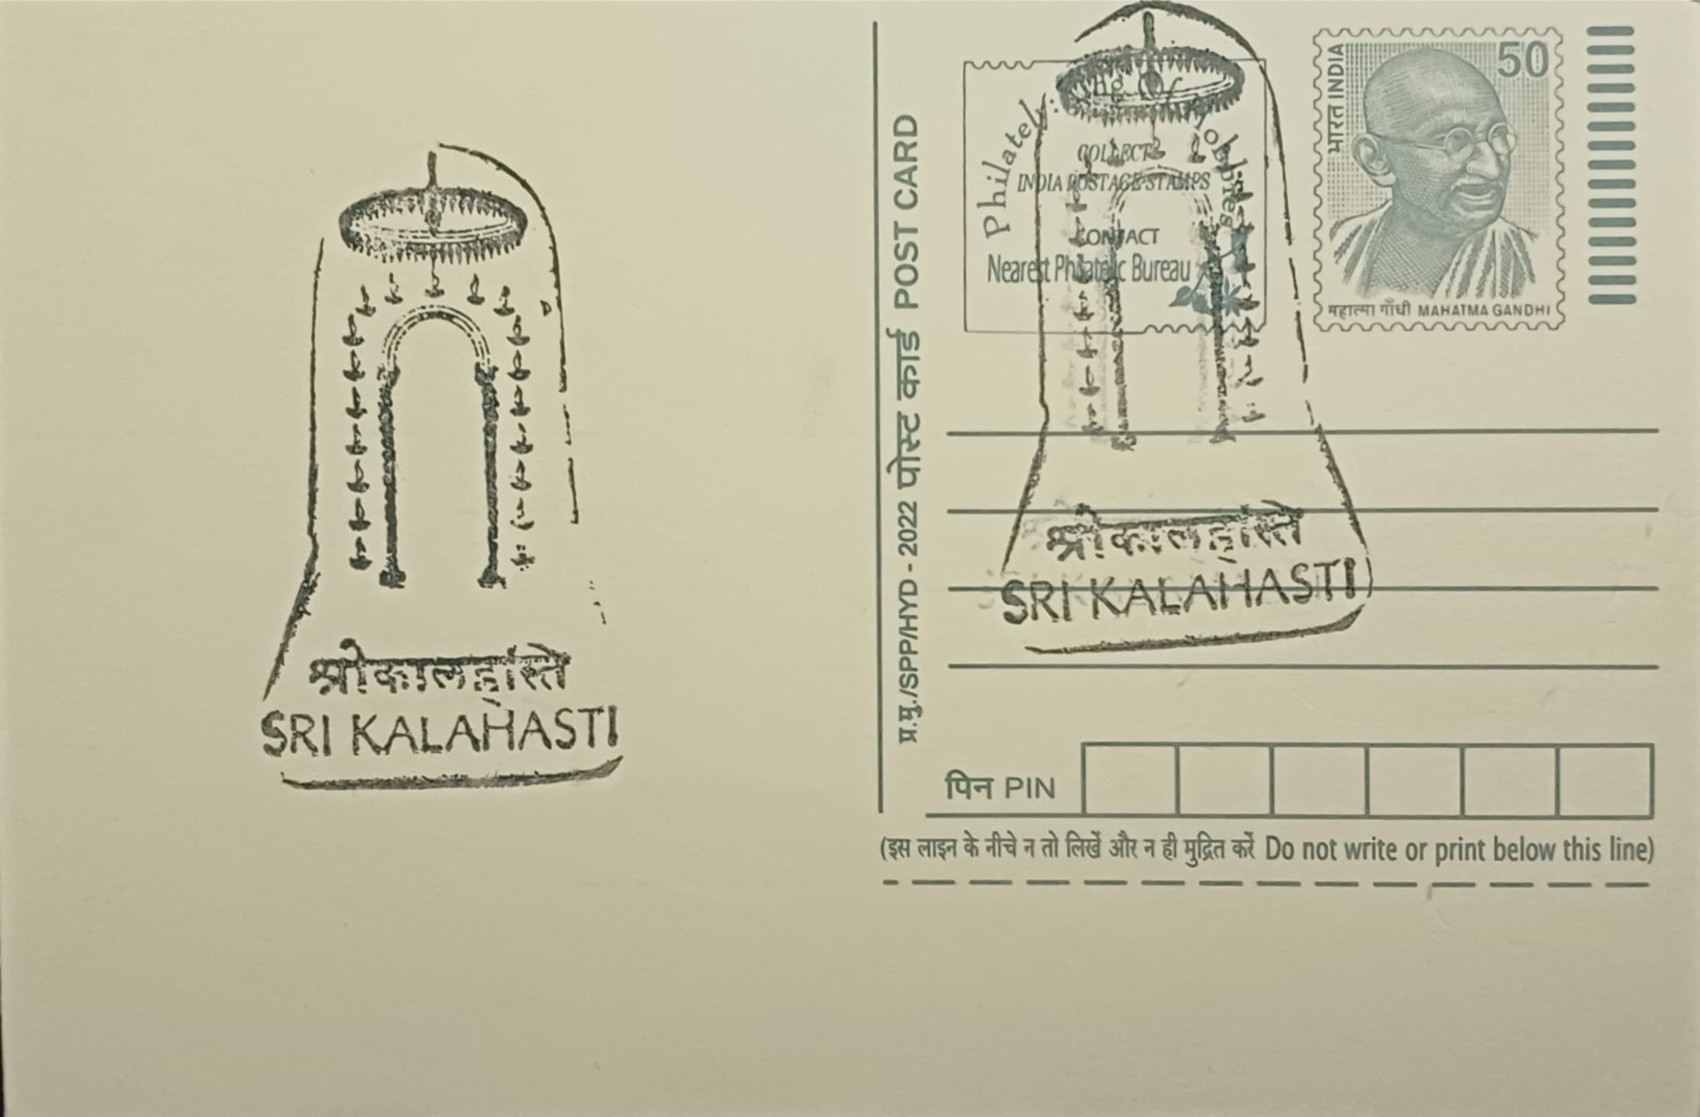 श्रीकालहस्ति
SRI KALAHASTI
प्र.मु./SPP/HYD - 2022 पोस्ट कार्ड POST CARD
Philately: King Of Hobbies
COLLECT
INDIA POSTAGE STAMPS
CONTACT
Nearest Philatelic Bureau
भारत INDIA
50
महात्मा गाँधी MAHATMA GANDHI
श्रीकालहस्ति
SRI KALAHASTI
पिन PIN
(इस लाइन के नीचे न तो लिखें और न ही मुद्रित करें Do not write or print below this line)